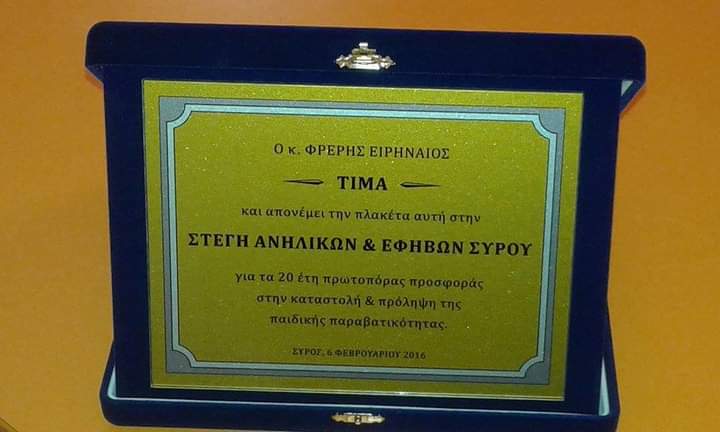 Ο κ. ΦΡΕΡΗΣ ΕΙΡΗΝΑΙΟΣ
ΤΙΜΑ
και απονέμει την πλακέτα αυτή στην
ΣΤΕΓΗ ΑΝΗΛΙΚΩΝ & ΕΦΗΒΩΝ ΣΥΡΟΥ
για τα 20 έτη πρωτοπόρας προσφοράς
στην καταστολή & πρόληψη της
παιδικής παραβατικότητας.
ΣΥΡΟΣ, 6 ΦΕΒΡΟΥΑΡΙΟΥ 2016